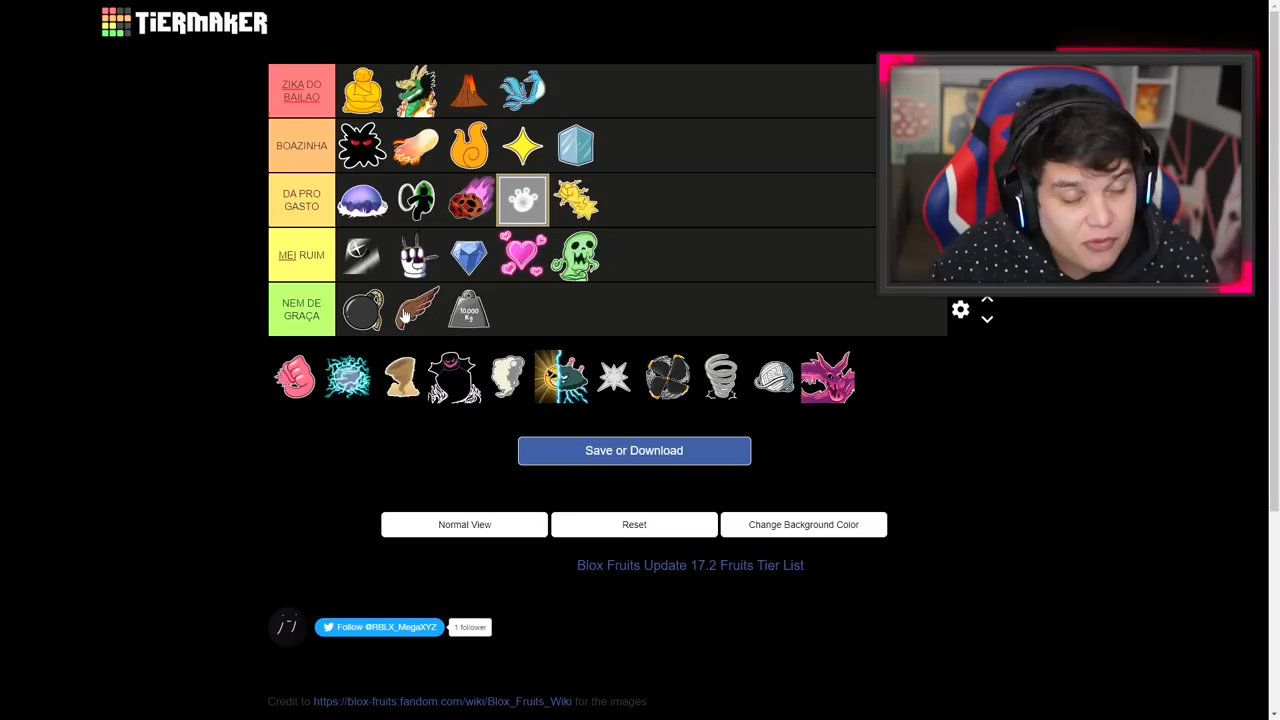 TiERMAKER
ZIKA DO
BAILAO
BOAZINHA
DA PRO
GASTO
MEI RUIM
NEM DE
GRAÇA
10.000
Kg
Save or Download
Normal View
Reset
Change Background Color
Blox Fruits Update 17.2 Fruits Tier List
Follow @RBLX_MegaXYZ
1 follower
Credit to https://blox-fruits.fandom.com/wiki/Blox_Fruits_Wiki for the images.